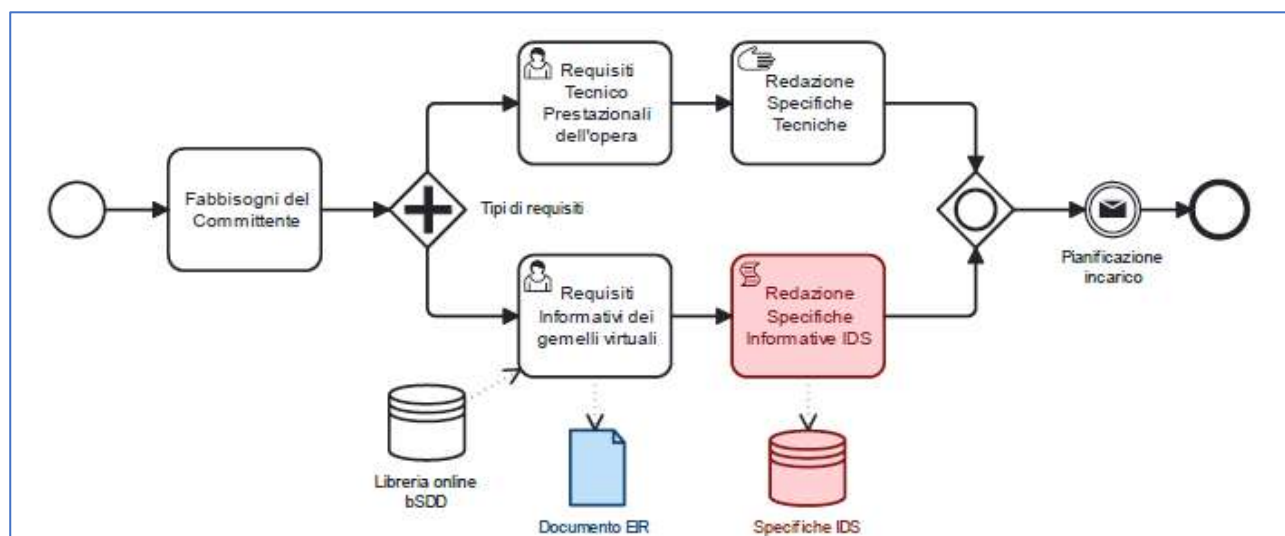 Requisiti
Tecnico
Prestazionali
dell'opera
Redazione
Specifiche
Tecniche
Fabbisogni del
Committente
Tipi di requisiti
Pianificazione
incarico
Requisiti
Informativi dei
gemelli virtuali
Redazione
Specifiche
Informative IDS
Libreria online
bSDD
Documento EIR
Specifiche IDS